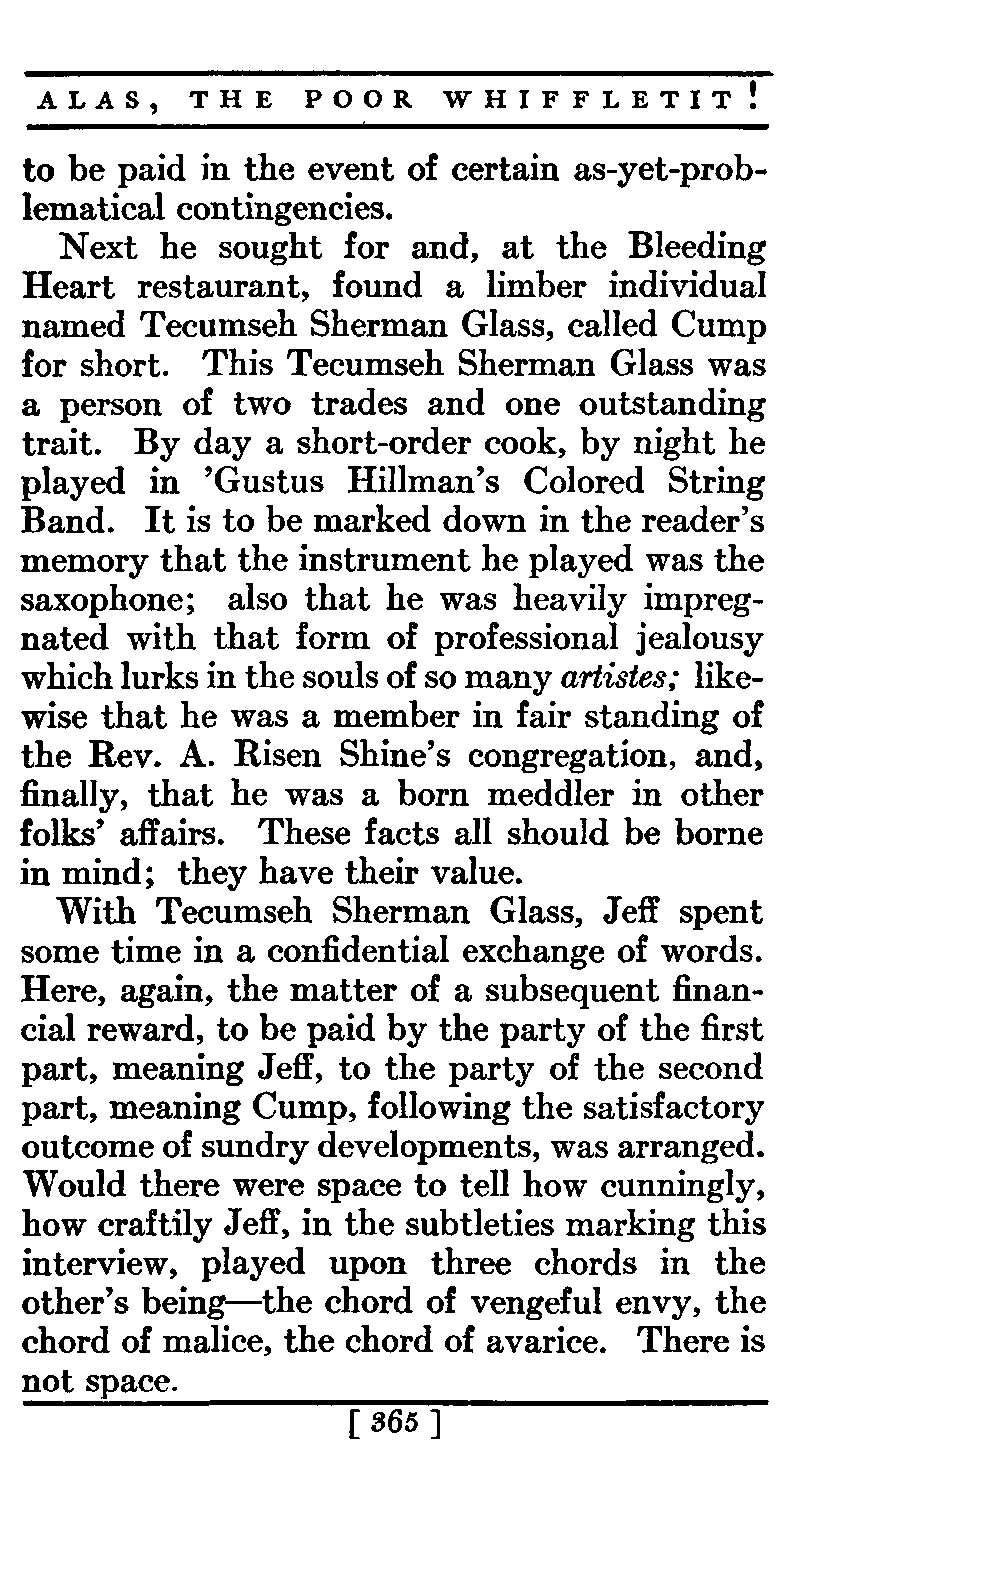 ALAS, THE POOR WHIFFLETIT!
to be paid in the event of certain as-yet-prob-
lematical contingencies.
Next he sought for and, at the Bleeding
Heart restaurant, found a limber individual
named Tecumseh Sherman Glass, called Cump
for short. This Tecumseh Sherman Glass was
a person of two trades and one outstanding
trait. By day a short-order cook, by night he
played in ’Gustus Hillman’s Colored String
Band. It is to be marked down in the reader’s
memory that the instrument he played was the
saxophone; also that he was heavily impreg-
nated with that form of professional jealousy
which lurks in the souls of so many artistes; like-
wise that he was a member in fair standing of
the Rev. A. Risen Shine’s congregation, and,
finally, that he was a born meddler in other
folks’ affairs. These facts all should be borne
in mind; they have their value.
With Tecumseh Sherman Glass, Jeff spent
some time in a confidential exchange of words.
Here, again, the matter of a subsequent finan-
cial reward, to be paid by the party of the first
part, meaning Jeff, to the party of the second
part, meaning Cump, following the satisfactory
outcome of sundry developments, was arranged.
Would there were space to tell how cunningly,
how craftily Jeff, in the subtleties marking this
interview, played upon three chords in the
other’s being—the chord of vengeful envy, the
chord of malice, the chord of avarice. There is
not space.
[ 365 ]